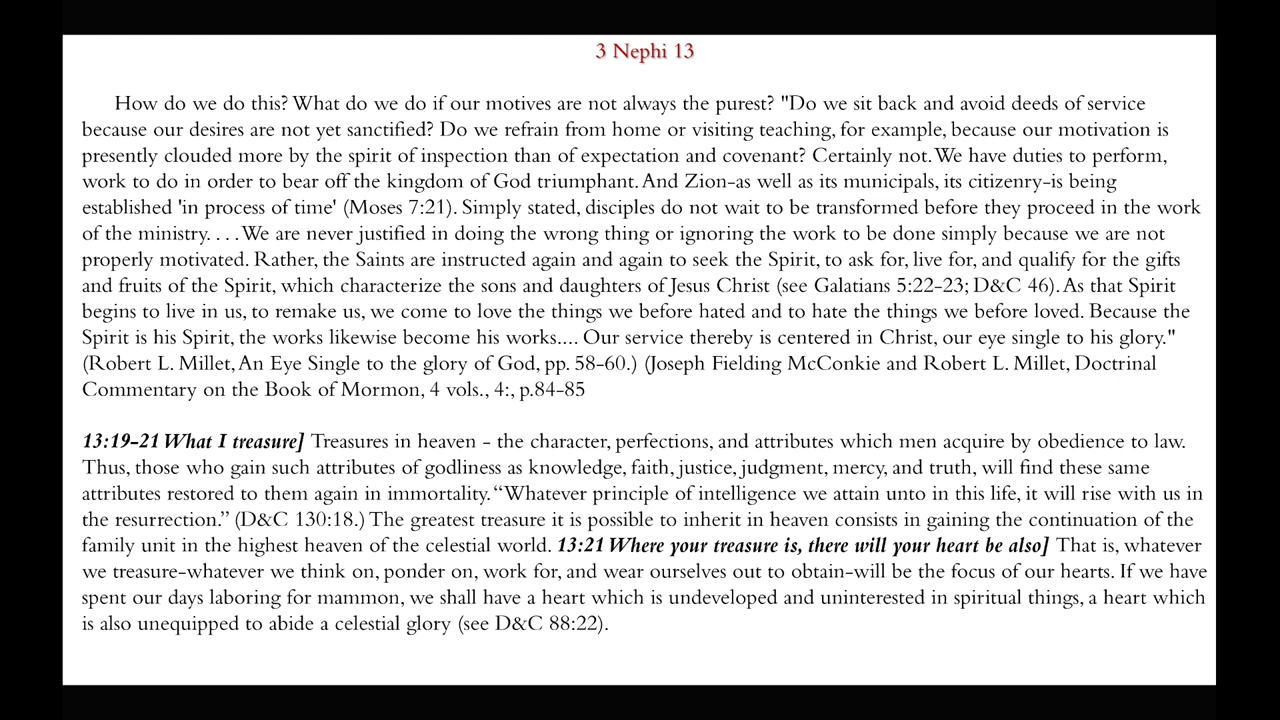 3 Nephi 13
How do we do this? What do we do if our motives are not always the purest? "Do we sit back and avoid deeds of service
because our desires are not yet sanctified? Do we refrain from home or visiting teaching, for example, because our motivation is
presently clouded more by the spirit of inspection than of expectation and covenant? Certainly not. We have duties to perform,
work to do in order to bear off the kingdom of God triumphant. And Zion-as well as its municipals, its citizenry-is being
established 'in process of time' (Moses 7:21). Simply stated, disciples do not wait to be transformed before they proceed in the work
of the ministry. . . . We are never justified in doing the wrong thing or ignoring the work to be done simply because we are not
properly motivated. Rather, the Saints are instructed again and again to seek the Spirit, to ask for, live for, and qualify for the gifts
and fruits of the Spirit, which characterize the sons and daughters of Jesus Christ (see Galatians 5:22-23; D&C 46). As that Spirit
begins to live in us, to remake us, we come to love the things we before hated and to hate the things we before loved. Because the
Spirit is his Spirit, the works likewise become his works.... Our service thereby is centered in Christ, our eye single to his glory."
(Robert L. Millet, An Eye Single to the glory of God, pp. 58-60.) (Joseph Fielding McConkie and Robert L. Millet, Doctrinal
Commentary on the Book of Mormon, 4 vols., 4:, p.84-85
13:19-21 What I treasure] Treasures in heaven - the character, perfections, and attributes which men acquire by obedience to law.
Thus, those who gain such attributes of godliness as knowledge, faith, justice, judgment, mercy, and truth, will find these same
attributes restored to them again in immortality. “Whatever principle of intelligence we attain unto in this life, it will rise with us in
the resurrection.” (D&C 130:18.) The greatest treasure it is possible to inherit in heaven consists in gaining the continuation of the
family unit in the highest heaven of the celestial world. 13:21 Where your treasure is, there will your heart be also] That is, whatever
we treasure-whatever we think on, ponder on, work for, and wear ourselves out to obtain-will be the focus of our hearts. If we have
spent our days laboring for mammon, we shall have a heart which is undeveloped and uninterested in spiritual things, a heart which
is also unequipped to abide a celestial glory (see D&C 88:22).